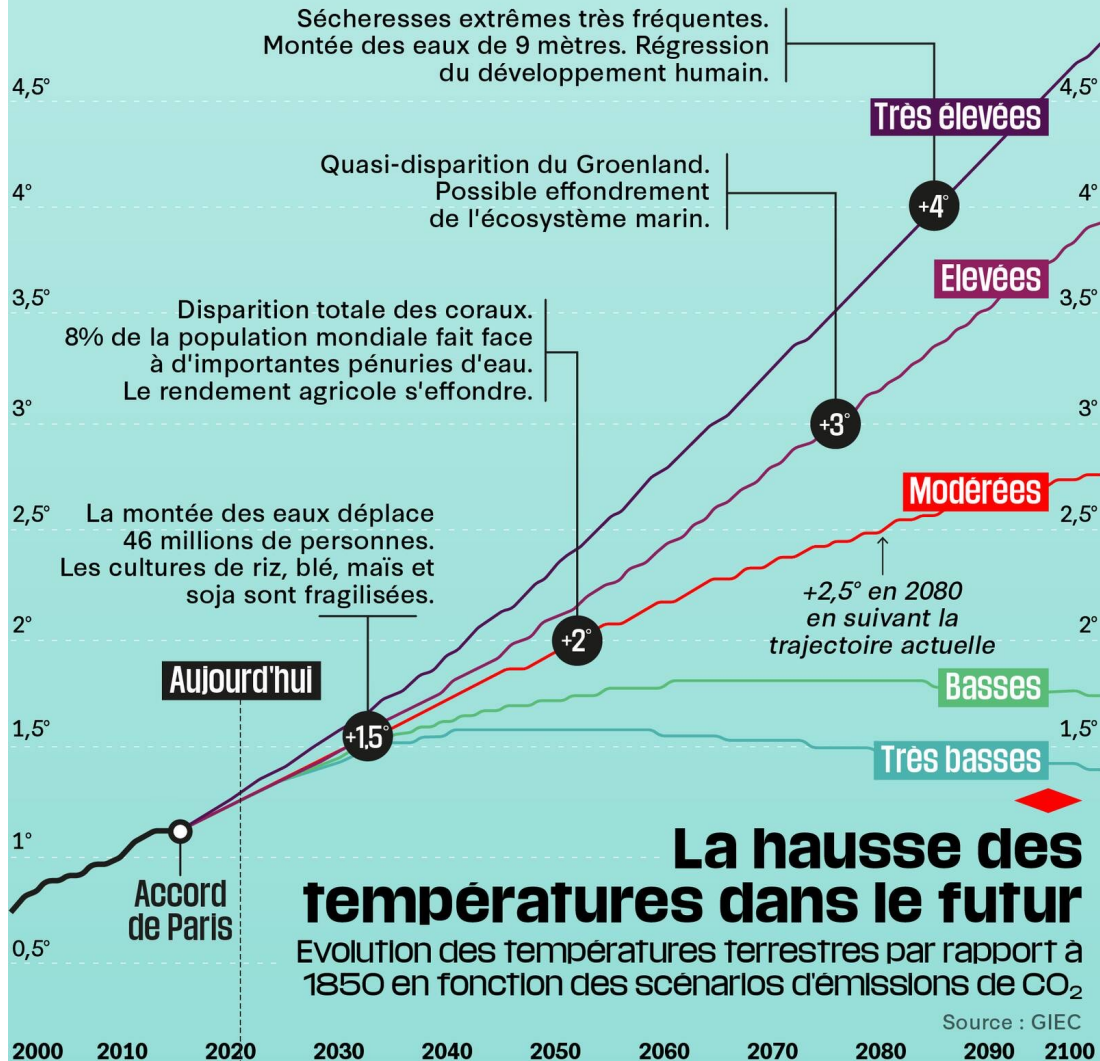 Sécheresses extrêmes très fréquentes.
Montée des eaux de 9 mètres. Régression
du développement humain.
4,5°
4,5°
Très élevées
Quasi-disparition du Groenland.
Possible effondrement
de l'écosystème marin.
4°
+4°
4°
Elevées
3,5°
3,5°
Disparition totale des coraux.
8% de la population mondiale fait face
à d'importantes pénuries d'eau.
Le rendement agricole s'effondre.
3°
+3°
3°
Modérées
2,5°
2,5°
La montée des eaux déplace
46 millions de personnes.
Les cultures de riz, blé, maïs et
soja sont fragilisées.
+2,5° en 2080
en suivant la
trajectoire actuelle
2°
+2°
2°
Aujourd'hui
Basses
1,5°
+1,5°
1,5°
Très basses
1°
Accord
de Paris
0,5°
La hausse des
températures dans le futur
Evolution des températures terrestres par rapport à
1850 en fonction des scénarios d'émissions de CO₂
Source : GIEC
2000 2010 2020 2030 2040 2050 2060 2070 2080 2090 2100